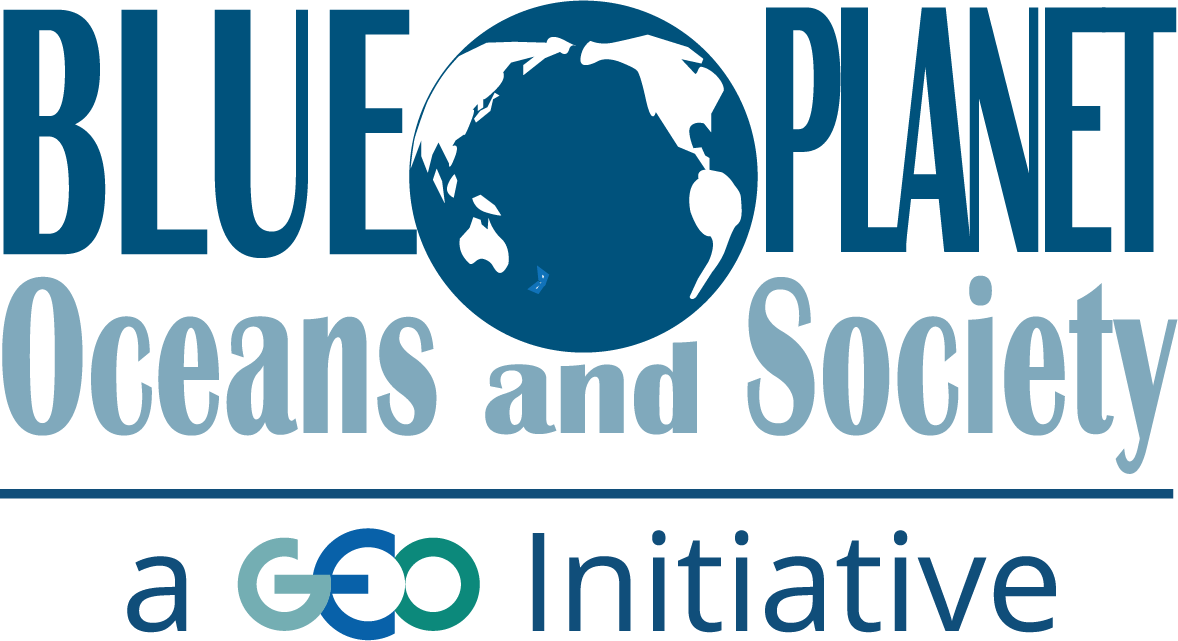 BLUE PLANET
Oceans and Society
a GEO Initiative